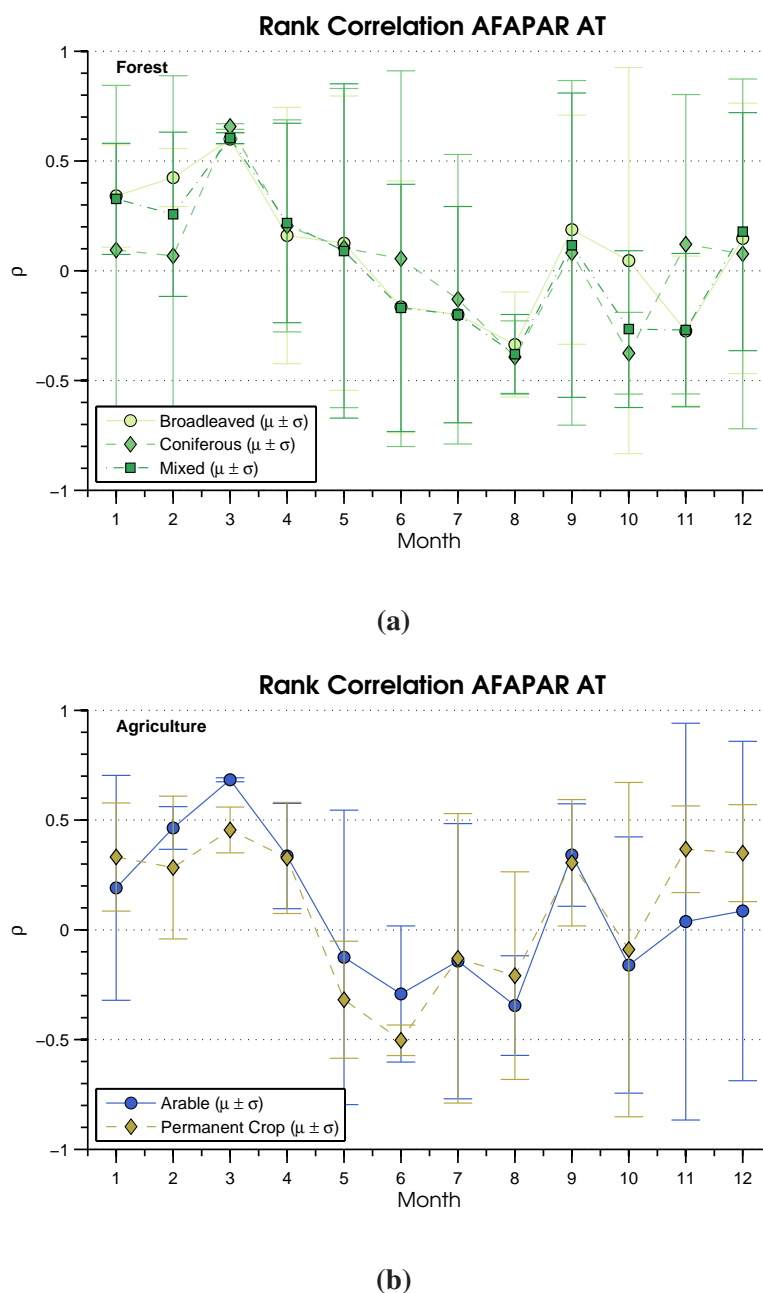 Rank Correlation AFAPAR AT
1
Forest
0.5
0
ρ
−0.5
Broadleaved (μ ± σ)
Coniferous (μ ± σ)
Mixed (μ ± σ)
−1
1 2 3 4 5 6 7 8 9 10 11 12
Month
(a)
Rank Correlation AFAPAR AT
1
Agriculture
0.5
0
ρ
−0.5
Arable (μ ± σ)
Permanent Crop (μ ± σ)
−1
1 2 3 4 5 6 7 8 9 10 11 12
Month
(b)